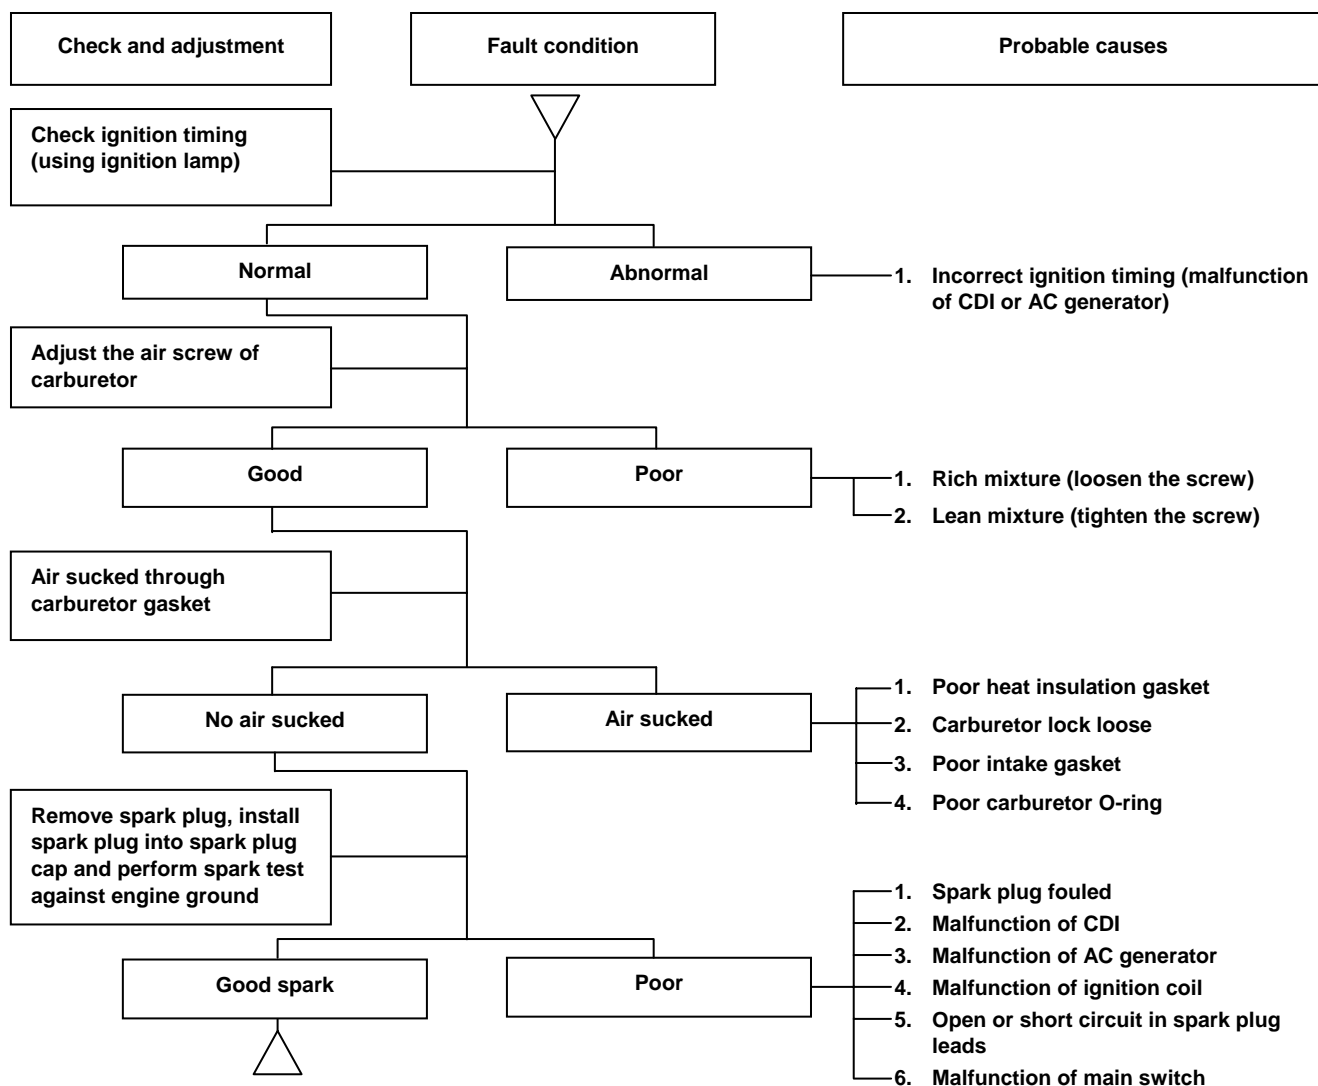 Check and adjustment
Fault condition
Probable causes
Check ignition timing
(using ignition lamp)
Normal
Abnormal
1. Incorrect ignition timing (malfunction
of CDI or AC generator)
Adjust the air screw of
carburetor
Good
Poor
1. Rich mixture (loosen the screw)
2. Lean mixture (tighten the screw)
Air sucked through
carburetor gasket
No air sucked
Air sucked
1. Poor heat insulation gasket
2. Carburetor lock loose
3. Poor intake gasket
4. Poor carburetor O-ring
Remove spark plug, install
spark plug into spark plug
cap and perform spark test
against engine ground
Good spark
Poor
1. Spark plug fouled
2. Malfunction of CDI
3. Malfunction of AC generator
4. Malfunction of ignition coil
5. Open or short circuit in spark plug
leads
6. Malfunction of main switch